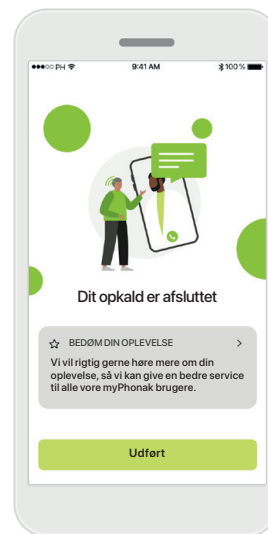 PH 9:41 AM 100 %
Dit opkald er afsluttet
BEDØM DIN OPLEVELSE
Vi vil rigtig gerne høre mere om din
oplevelse, så vi kan give en bedre service
til alle vore myPhonak brugere.
Udført